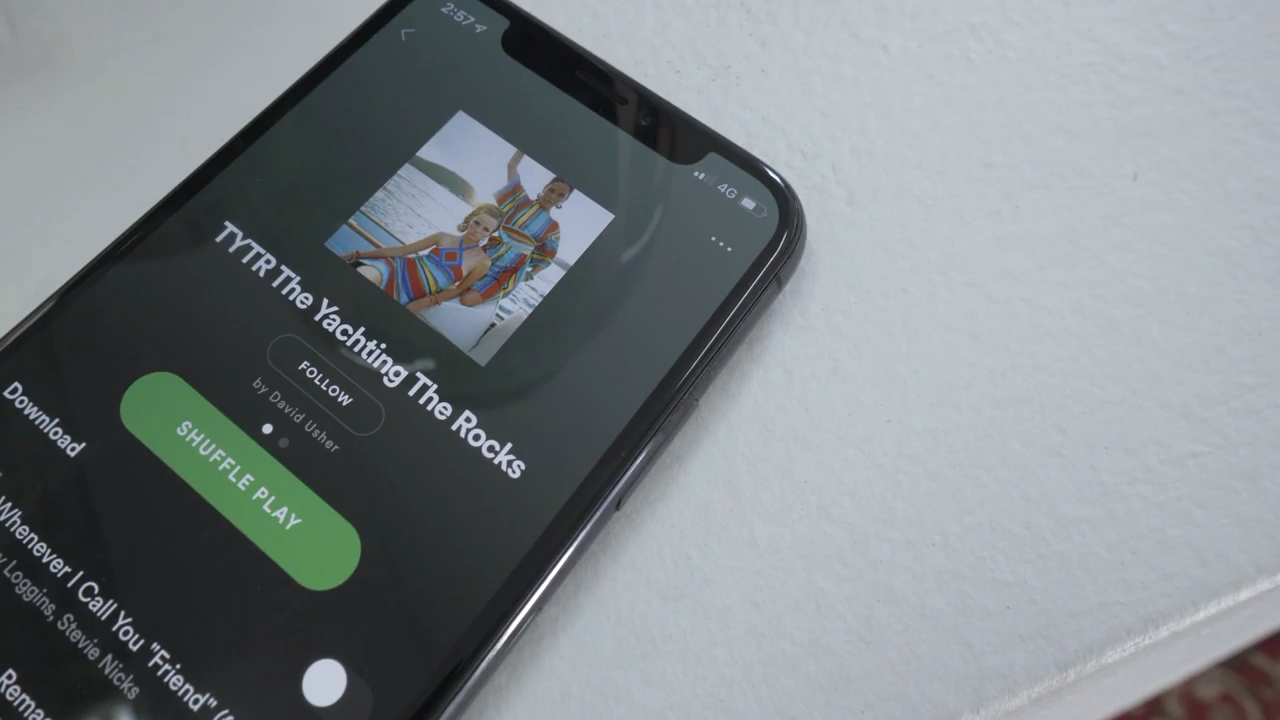 2:57
4G
TYTR The Yachting The Rocks
FOLLOW
by David Usher
SHUFFLE PLAY
Download
Whenever I Call You "Friend" (
Loggins, Stevie Nicks